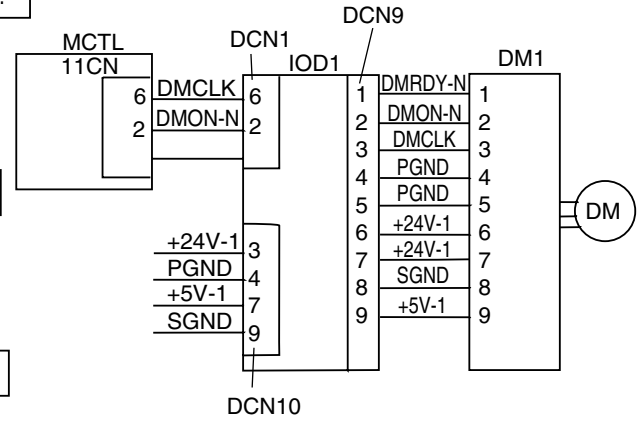 DCN9
DCN1
MCTL
11CN
IOD1
DM1
6 DMCLK 6
2 DMON-N 2
1 DMRDY-N 1
2 DMON-N 2
3 DMCLK 3
4 PGND 4
5 PGND 5
6 +24V-1 6
7 +24V-1 7
8 SGND 8
9 +5V-1 9
DM
+24V-1 3
PGND 4
+5V-1 7
SGND 9
DCN10